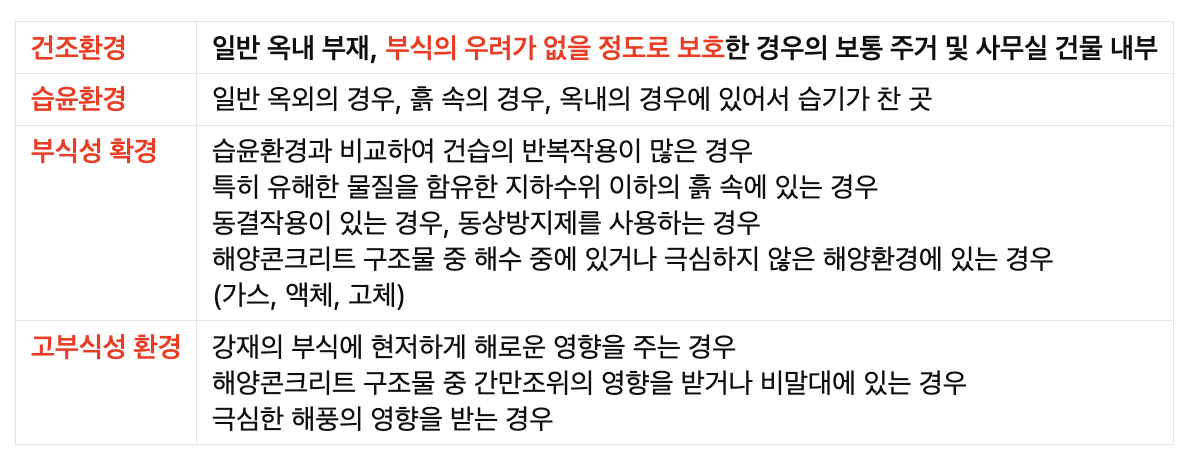 건조환경
일반 옥내 부재, 부식의 우려가 없을 정도로 보호한 경우의 보통 주거 및 사무실 건물 내부
습윤환경
일반 옥외의 경우, 흙 속의 경우, 옥내의 경우에 있어서 습기가 찬 곳
부식성 확경
습윤환경과 비교하여 건습의 반복작용이 많은 경우
특히 유해한 물질을 함유한 지하수위 이하의 흙 속에 있는 경우
동결작용이 있는 경우, 동상방지제를 사용하는 경우
해양콘크리트 구조물 중 해수 중에 있거나 극심하지 않은 해양환경에 있는 경우
(가스, 액체, 고체)
고부식성 환경
강재의 부식에 현저하게 해로운 영향을 주는 경우
해양콘크리트 구조물 중 간만조위의 영향을 받거나 비말대에 있는 경우
극심한 해풍의 영향을 받는 경우